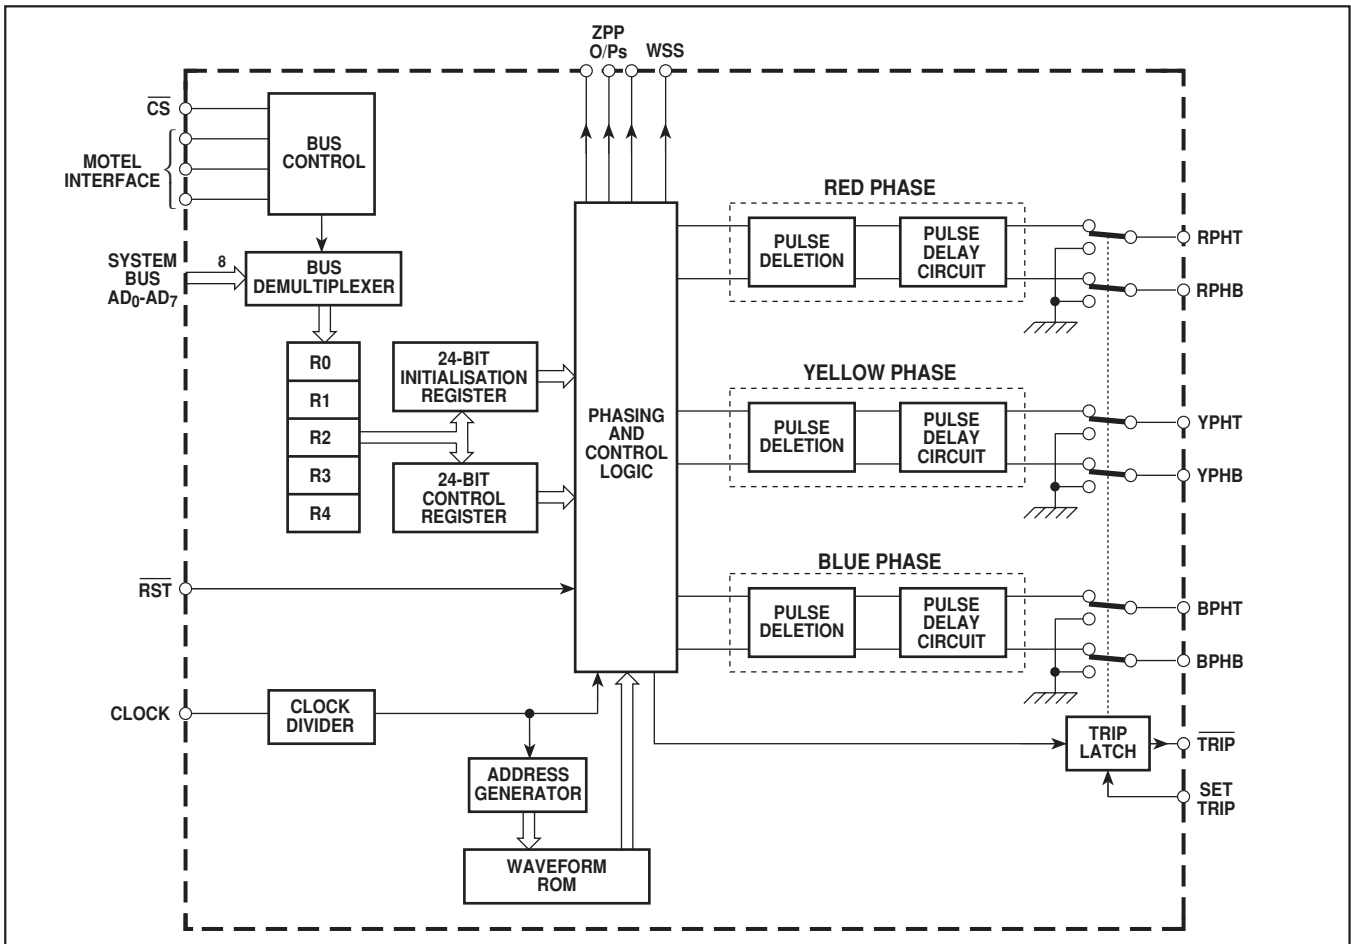 ZPP
O/Ps
WSS
C̅S̅
MOTEL
INTERFACE
BUS
CONTROL
SYSTEM
BUS
AD0-AD7
8
BUS
DEMULTIPLEXER
R0
R1
R2
R3
R4
24-BIT
INITIALISATION
REGISTER
24-BIT
CONTROL
REGISTER
PHASING
AND
CONTROL
LOGIC
RED PHASE
PULSE
DELETION
PULSE
DELAY
CIRCUIT
RPHT
RPHB
YELLOW PHASE
PULSE
DELETION
PULSE
DELAY
CIRCUIT
YPHT
YPHB
BLUE PHASE
PULSE
DELETION
PULSE
DELAY
CIRCUIT
BPHT
BPHB
R̅S̅T̅
CLOCK
CLOCK
DIVIDER
ADDRESS
GENERATOR
WAVEFORM
ROM
TRIP
LATCH
T̅R̅I̅P̅
SET
TRIP